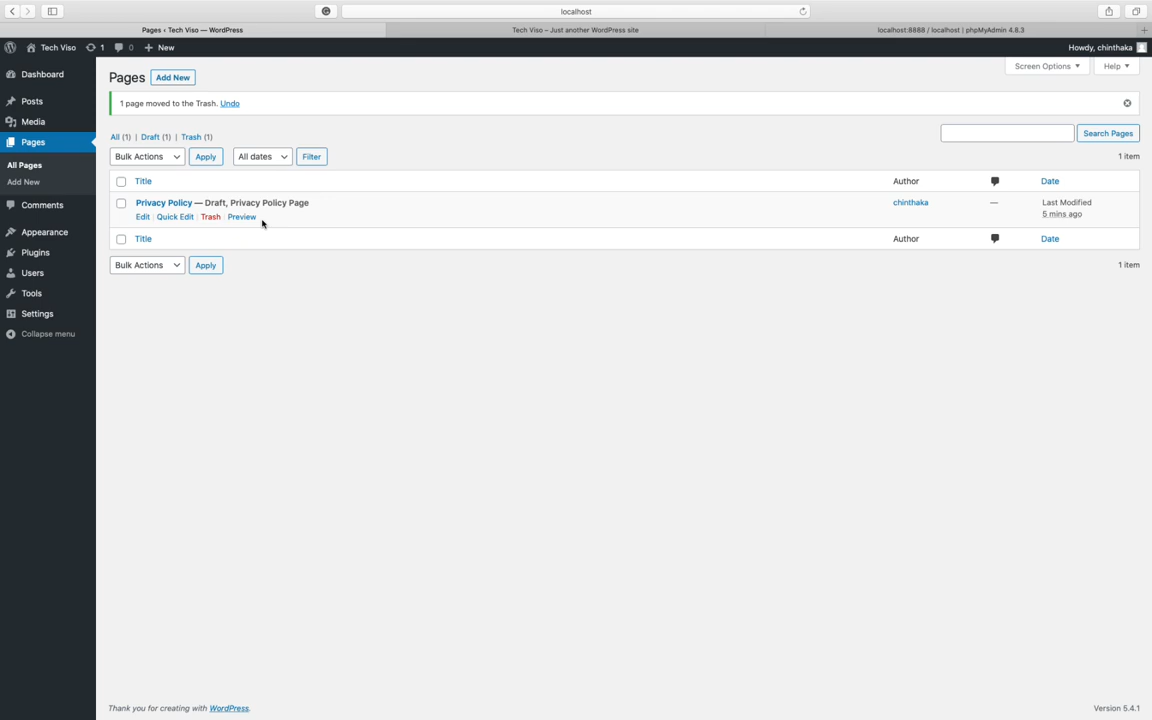 localhost
Pages ‹ Tech Viso — WordPress
Tech Viso – Just another WordPress site
localhost:8888 / localhost | phpMyAdmin 4.8.3
Tech Viso 1 0 New
Howdy, chinthaka
Screen Options Help
Dashboard
Posts
Media
Pages
All Pages
Add New
Comments
Appearance
Plugins
Users
Tools
Settings
Collapse menu
Pages Add New
1 page moved to the Trash. Undo
All (1) | Draft (1) | Trash (1)
Search Pages
Bulk Actions Apply All dates Filter
1 item
Title Author Date
Privacy Policy — Draft, Privacy Policy Page chinthaka — Last Modified
Edit | Quick Edit | Trash | Preview 5 mins ago
Title Author Date
Bulk Actions Apply 1 item
Thank you for creating with WordPress. Version 5.4.1